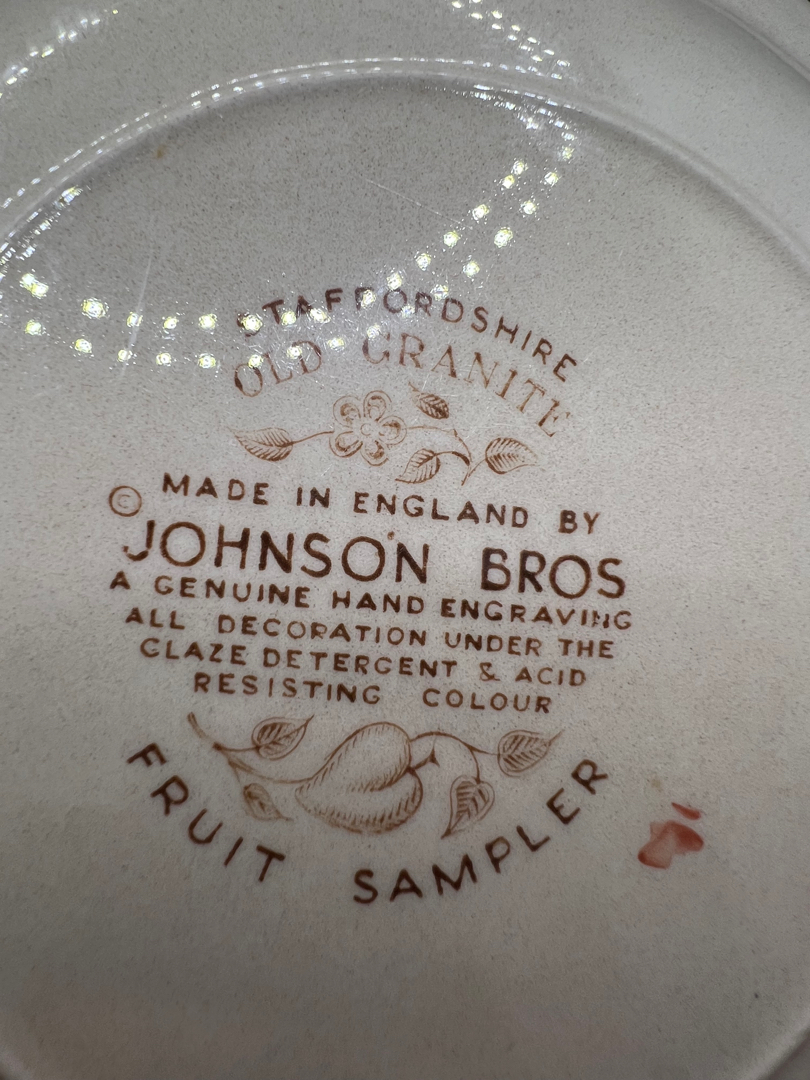 STAFFORDSHIRE
OLD GRANITE
© MADE IN ENGLAND BY
JOHNSON BROS
A GENUINE HAND ENGRAVING
ALL DECORATION UNDER THE
GLAZE DETERGENT & ACID
RESISTING COLOUR
FRUIT SAMPLER